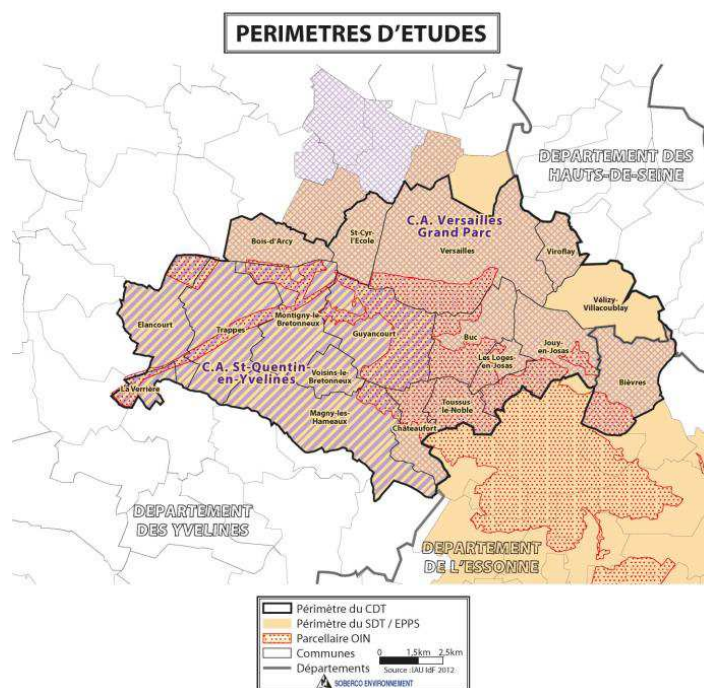 PERIMETRES D'ETUDES
DEPARTEMENT DES
HAUTS-DE-SEINE
C.A. Versailles
Grand Parc
St-Cyr-
l'Ecole
Bois-d'Arcy
Versailles
Viroflay
Vélizy-
Villacoublay
Elancourt
Trappes
Montigny-le-
Bretonneux
Guyancourt
Buc
Jouy-
en-Josas
Les Loges-
en-Josas
C.A. St-Quentin-
en-Yvelines
Voisins-le-
Bretonneux
Bièvres
La Verrière
Magny-les-
Hameaux
Toussus-
le-Noble
Châteaufort
DEPARTEMENT
DES YVELINES
DEPARTEMENT
DE L'ESSONNE
Périmètre du CDT
Périmètre du SDT / EPPS
Parcellaire OIN
Communes
0 1,5km 2,5km
Départements
Source : IAU IdF 2012
SOBERCO ENVIRONNEMENT